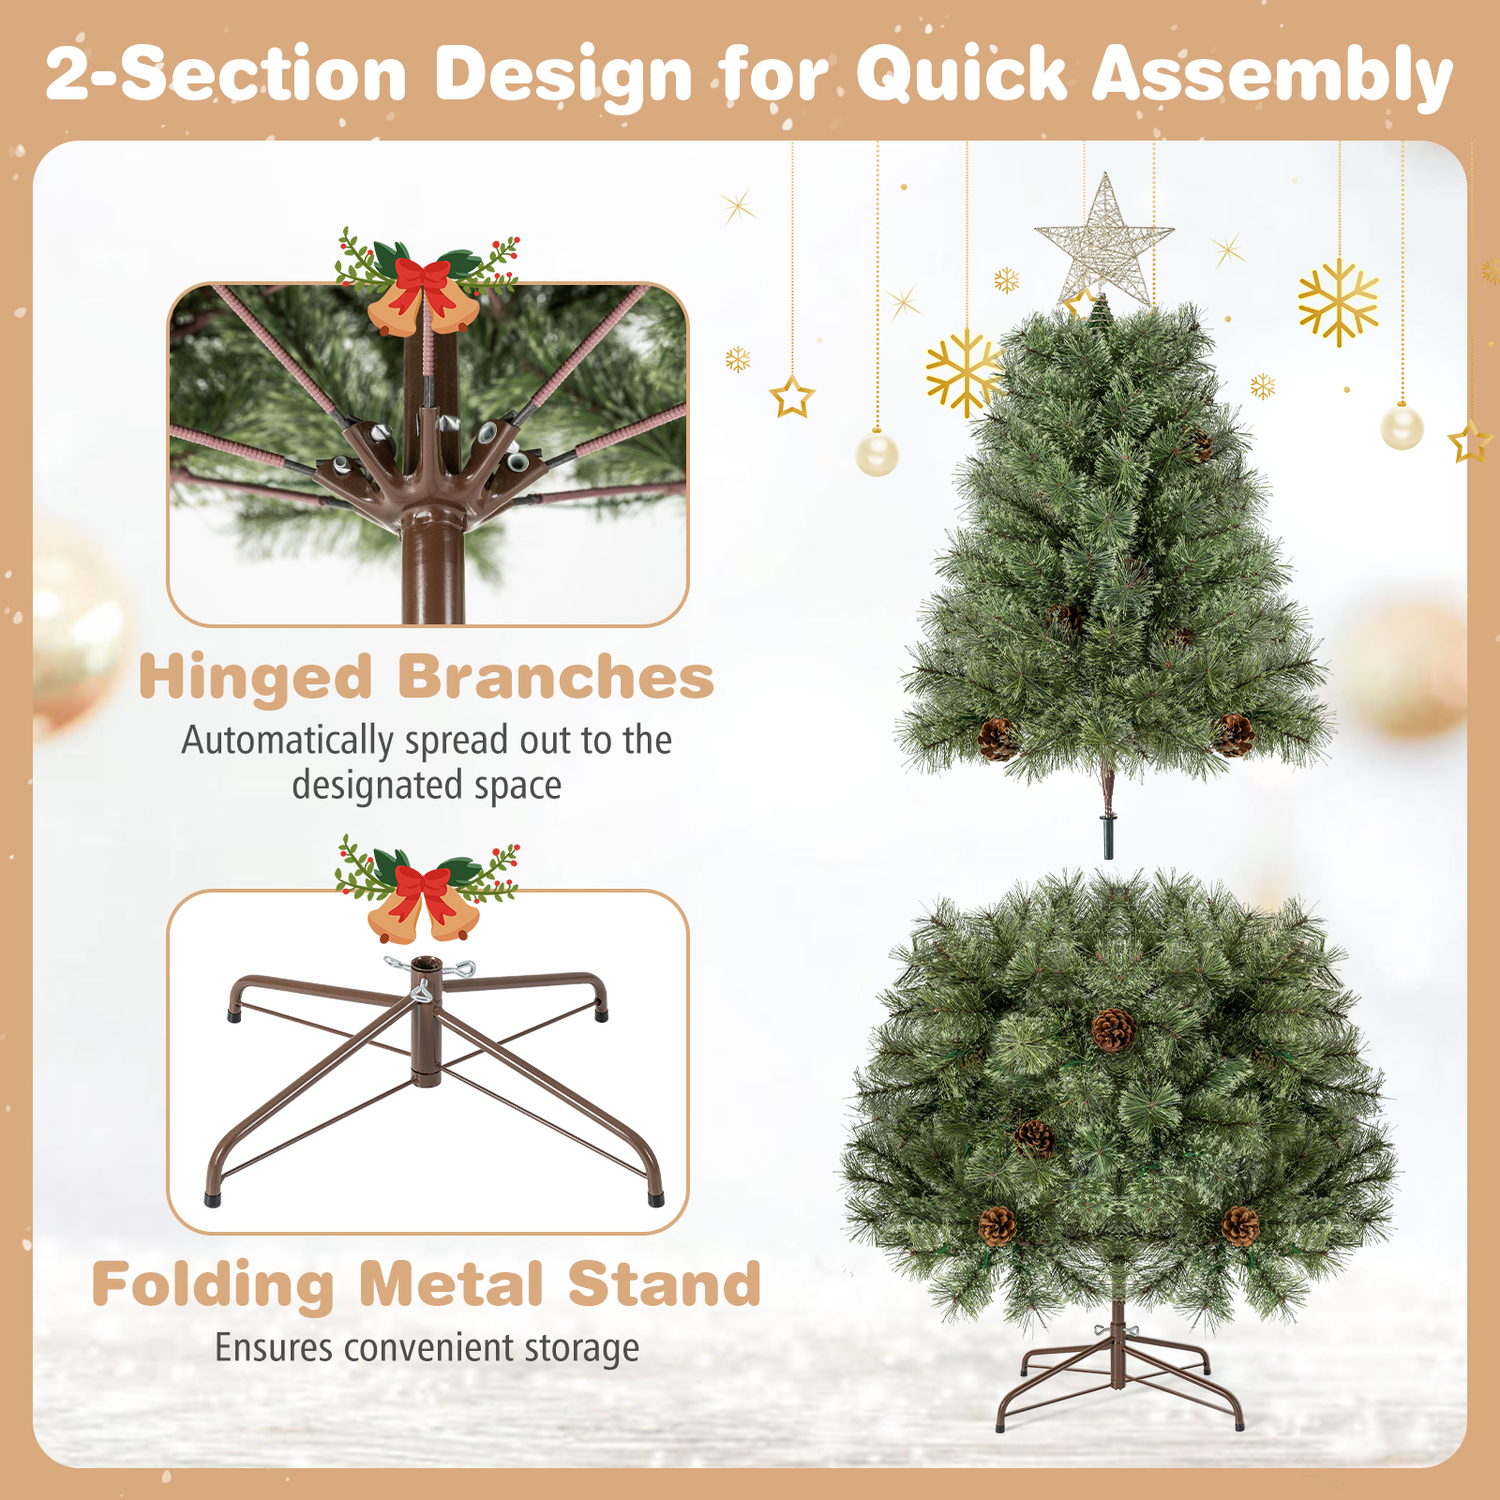 2-Section Design for Quick Assembly
Hinged Branches
Automatically spread out to the
designated space
Folding Metal Stand
Ensures convenient storage